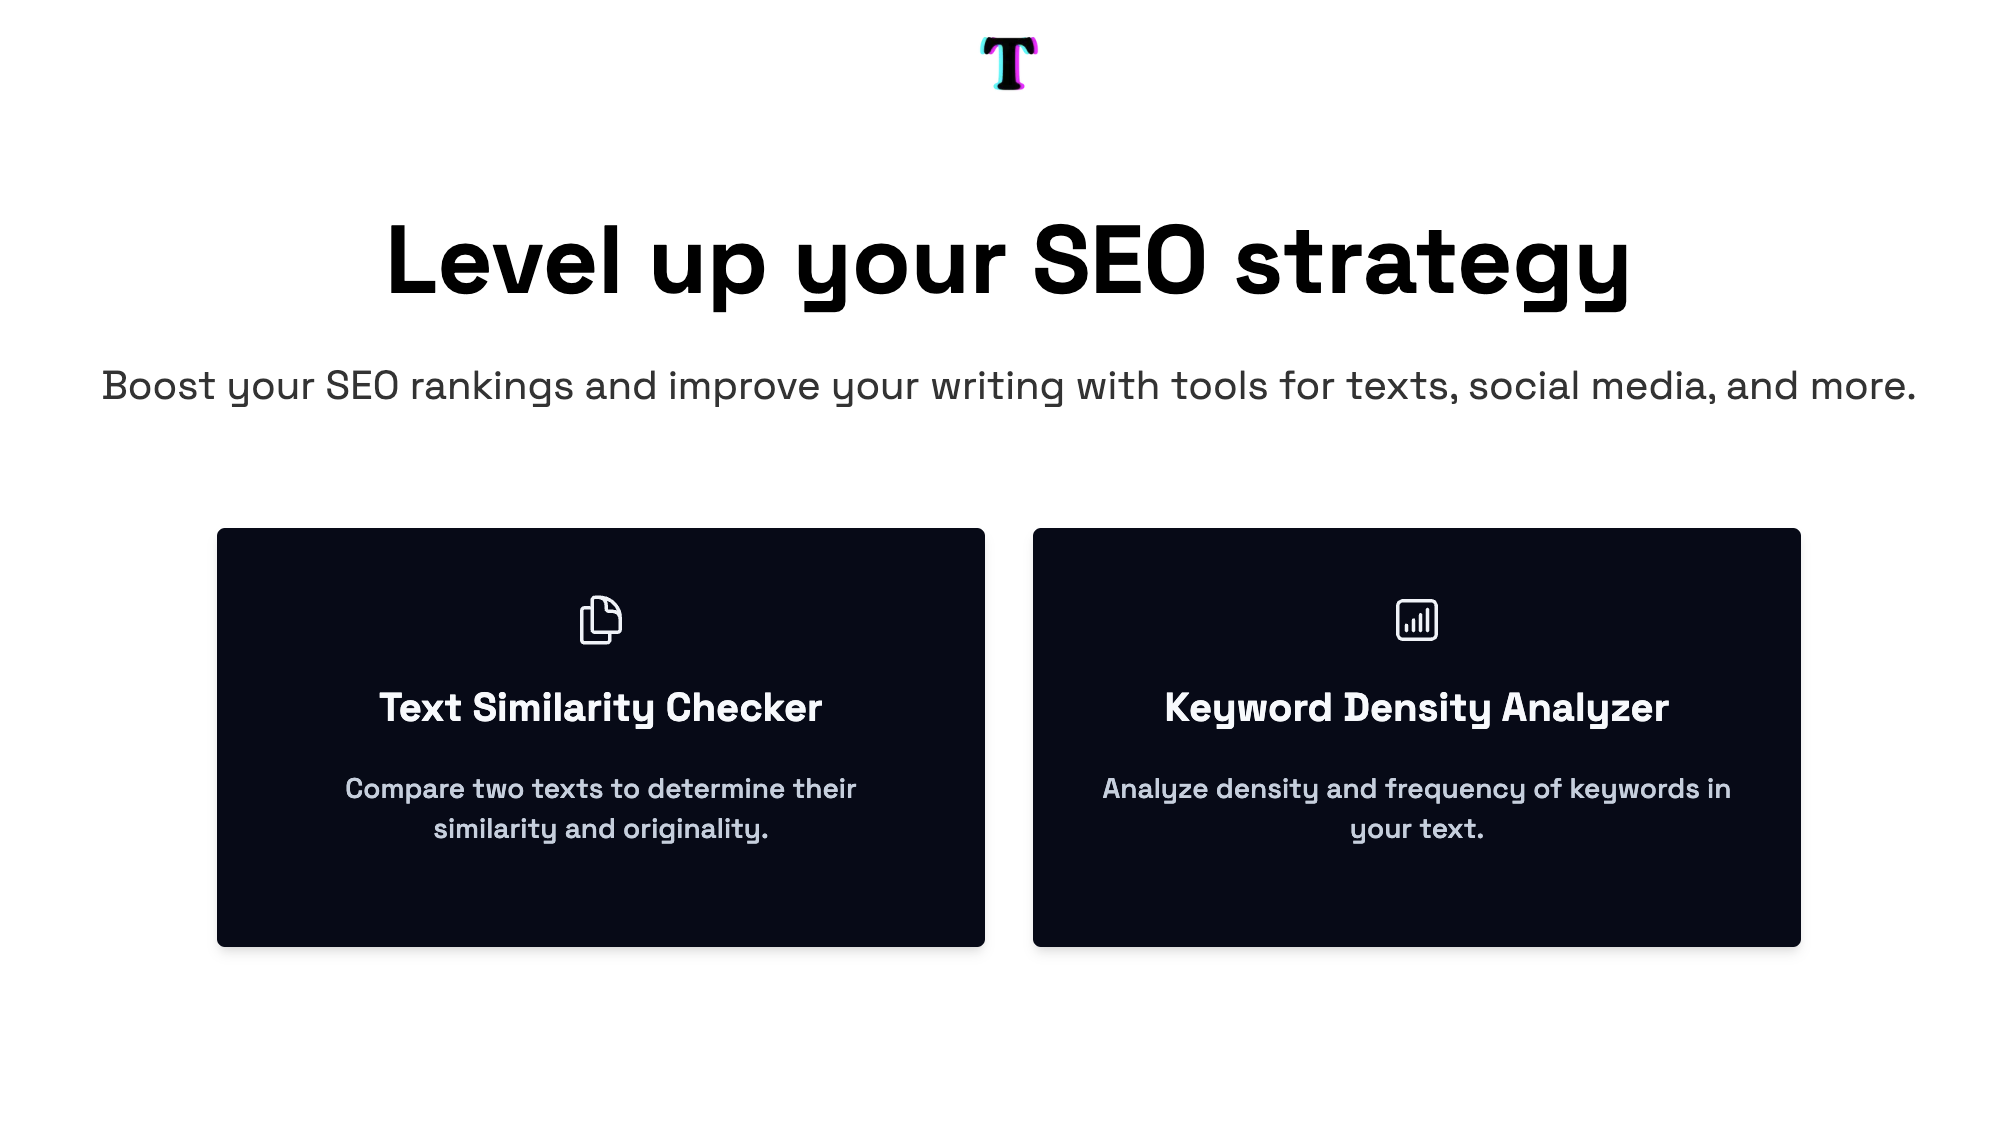 T
Level up your SEO strategy
Boost your SEO rankings and improve your writing with tools for texts, social media, and more.
Text Similarity Checker
Compare two texts to determine their
similarity and originality.
Keyword Density Analyzer
Analyze density and frequency of keywords in
your text.